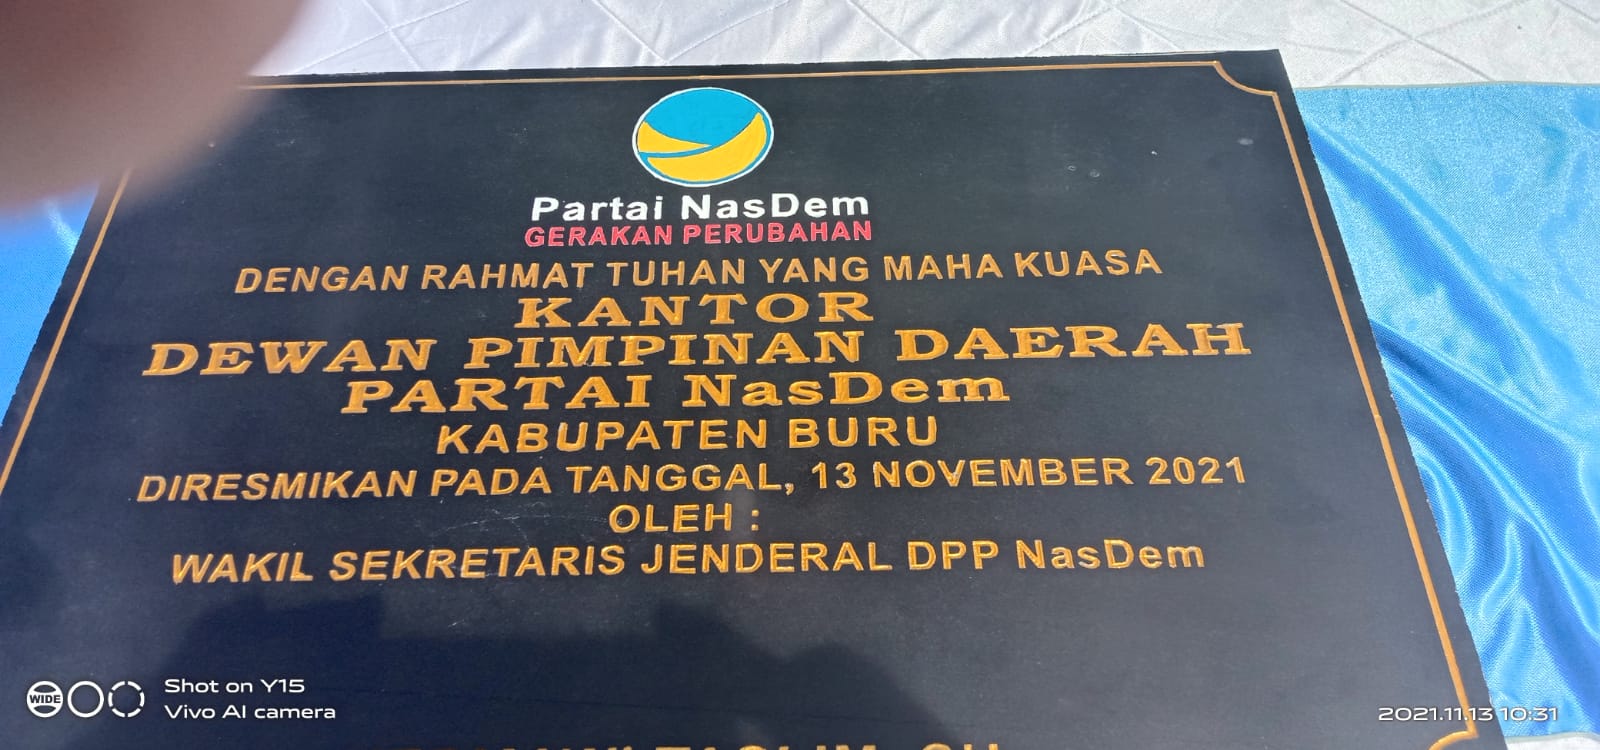 Partai NasDem
GERAKAN PERUBAHAN
DENGAN RAHMAT TUHAN YANG MAHA KUASA
KANTOR
DEWAN PIMPINAN DAERAH
PARTAI NasDem
KABUPATEN BURU
DIRESMIKAN PADA TANGGAL, 13 NOVEMBER 2021
OLEH :
WAKIL SEKRETARIS JENDERAL DPP NasDem
WIDE
Shot on Y15
Vivo AI camera
2021.11.13 10:31